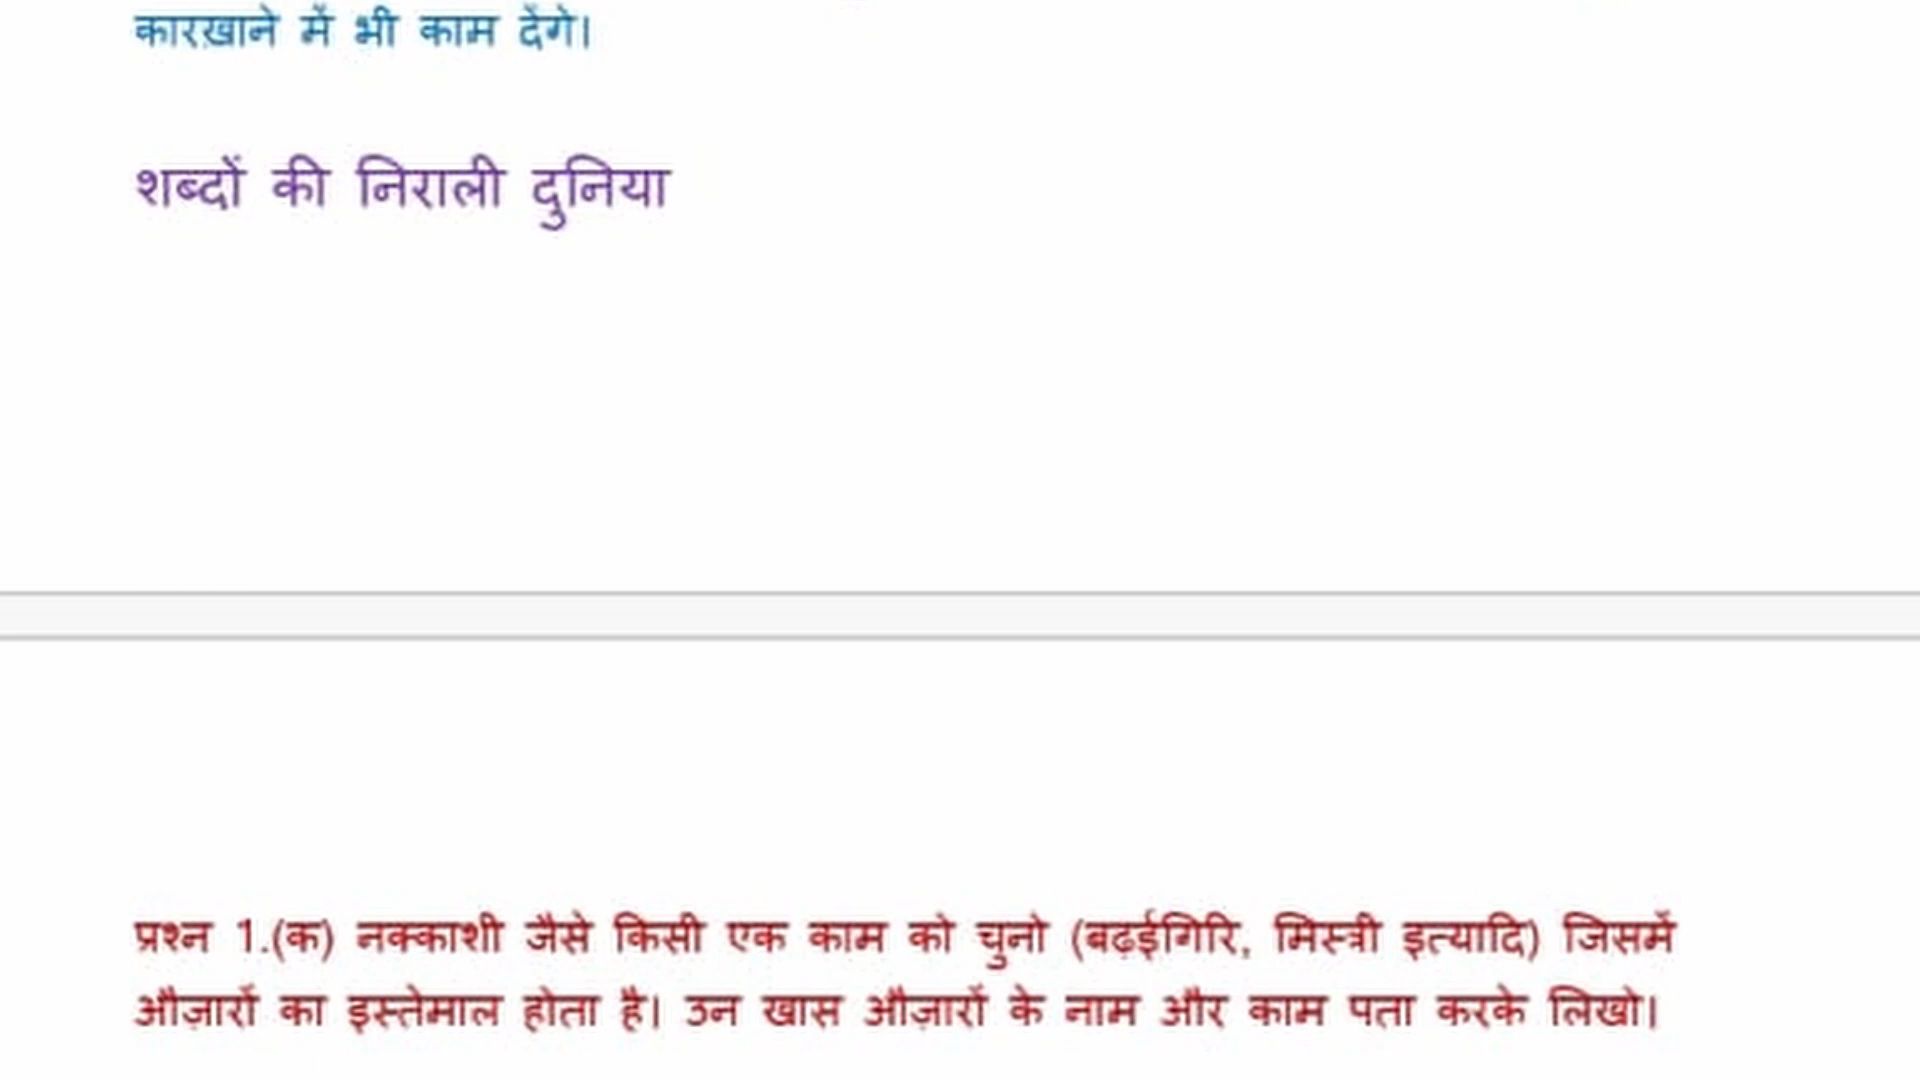 कारख़ाने में भी काम देंगे।
शब्दों की निराली दुनिया
प्रश्न 1.(क) नक्काशी जैसे किसी एक काम को चुनो (बढ़ईगिरि, मिस्त्री इत्यादि) जिसमें
औज़ारों का इस्तेमाल होता है। उन खास औज़ारों के नाम और काम पता करके लिखो।